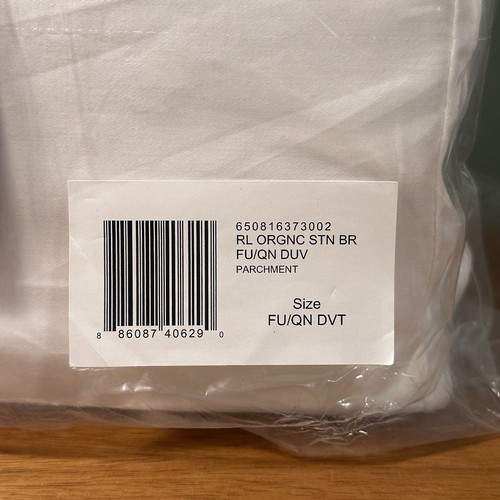 650816373002
RL ORGNC STN BR
FU/QN DUV
PARCHMENT
Size
FU/QN DVT
8 86087 40629 0